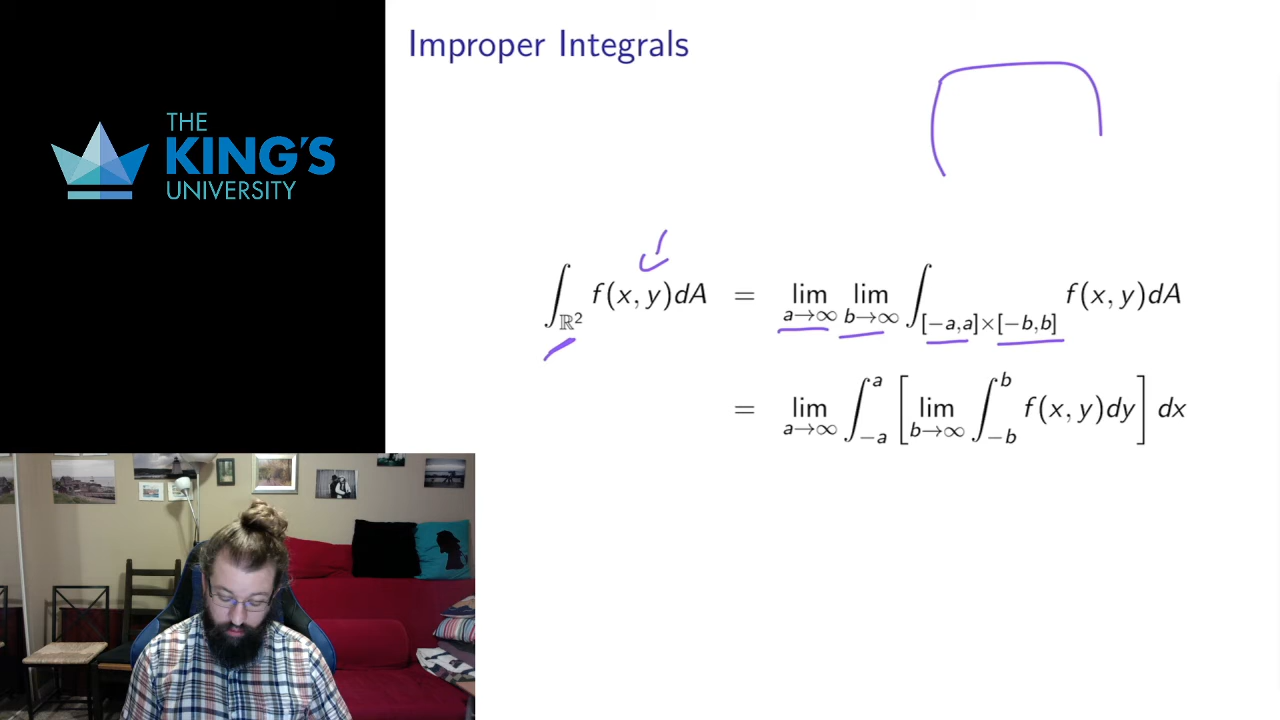 Improper Integrals
THE
KING'S
UNIVERSITY
∫_{ℝ²} f(x, y)dA = lim_{a→∞} lim_{b→∞} ∫_{[−a,a]×[−b,b]} f(x, y)dA
= lim_{a→∞} ∫_{−a}^{a} [ lim_{b→∞} ∫_{−b}^{b} f(x, y)dy ] dx